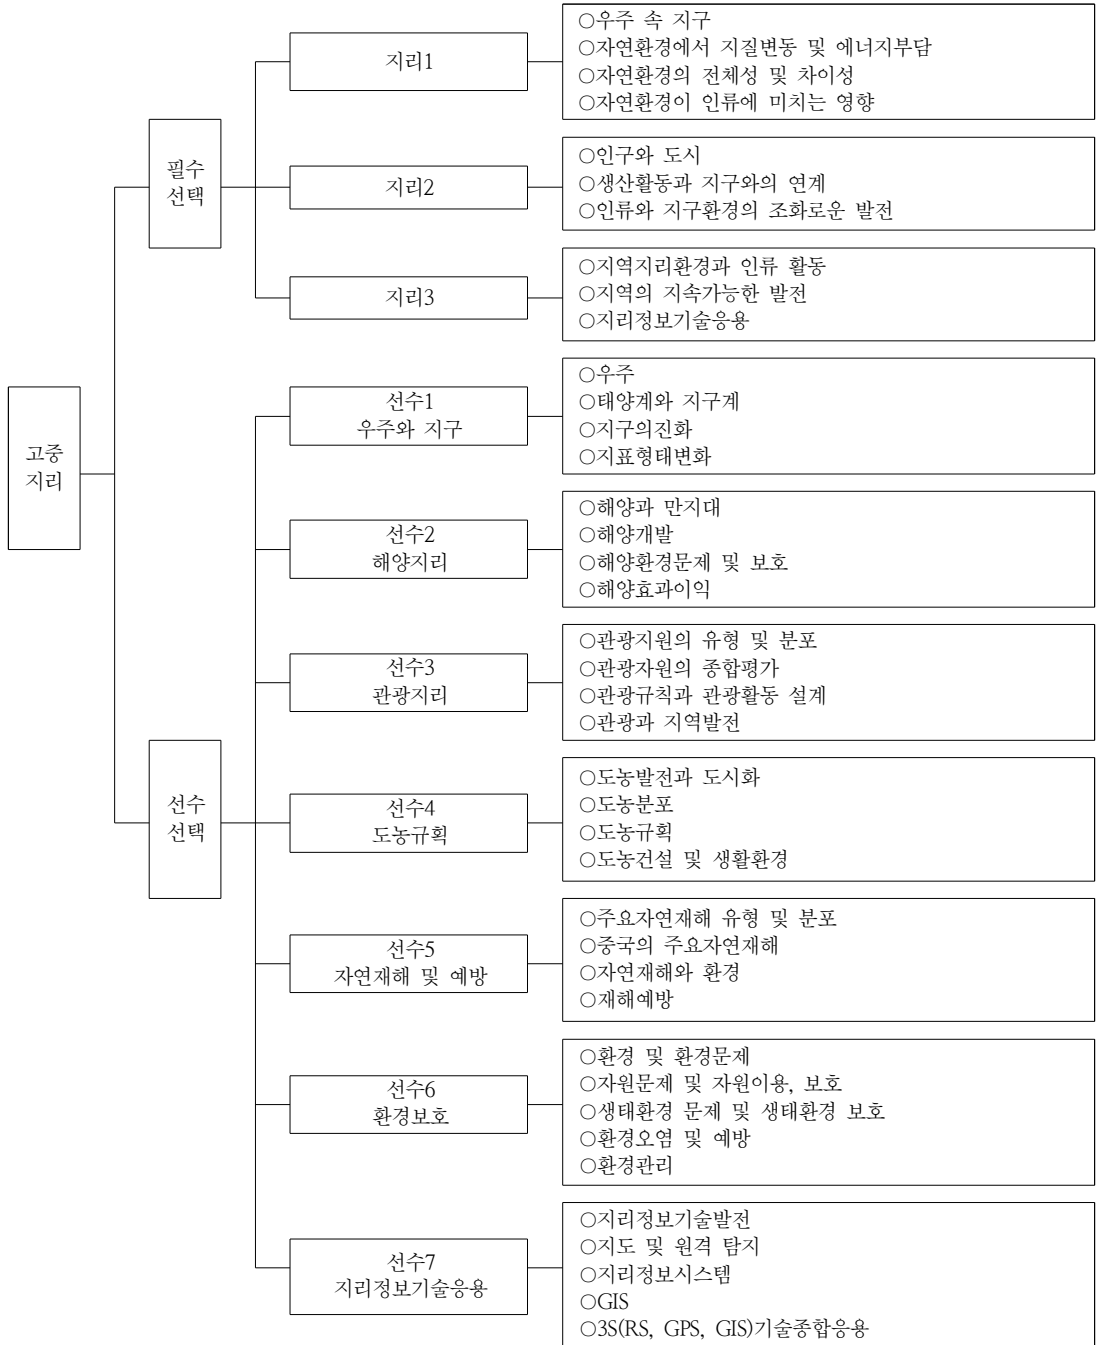 고중
지리
필수
선택
지리1
○우주 속 지구
○자연환경에서 지질변동 및 에너지부담
○자연환경의 전체성 및 차이성
○자연환경이 인류에 미치는 영향
지리2
○인구와 도시
○생산활동과 지구와의 연계
○인류와 지구환경의 조화로운 발전
지리3
○지역지리환경과 인류 활동
○지역의 지속가능한 발전
○지리정보기술응용
선수
선택
선수1
우주와 지구
○우주
○태양계와 지구계
○지구의진화
○지표형태변화
선수2
해양지리
○해양과 만지대
○해양개발
○해양환경문제 및 보호
○해양효과이익
선수3
관광지리
○관광지원의 유형 및 분포
○관광자원의 종합평가
○관광규칙과 관광활동 설계
○관광과 지역발전
선수4
도농규획
○도농발전과 도시화
○도농분포
○도농규획
○도농건설 및 생활환경
선수5
자연재해 및 예방
○주요자연재해 유형 및 분포
○중국의 주요자연재해
○자연재해와 환경
○재해예방
선수6
환경보호
○환경 및 환경문제
○자원문제 및 자원이용, 보호
○생태환경 문제 및 생태환경 보호
○환경오염 및 예방
○환경관리
선수7
지리정보기술응용
○지리정보기술발전
○지도 및 원격 탐지
○지리정보시스템
○GIS
○3S(RS, GPS, GIS)기술종합응용